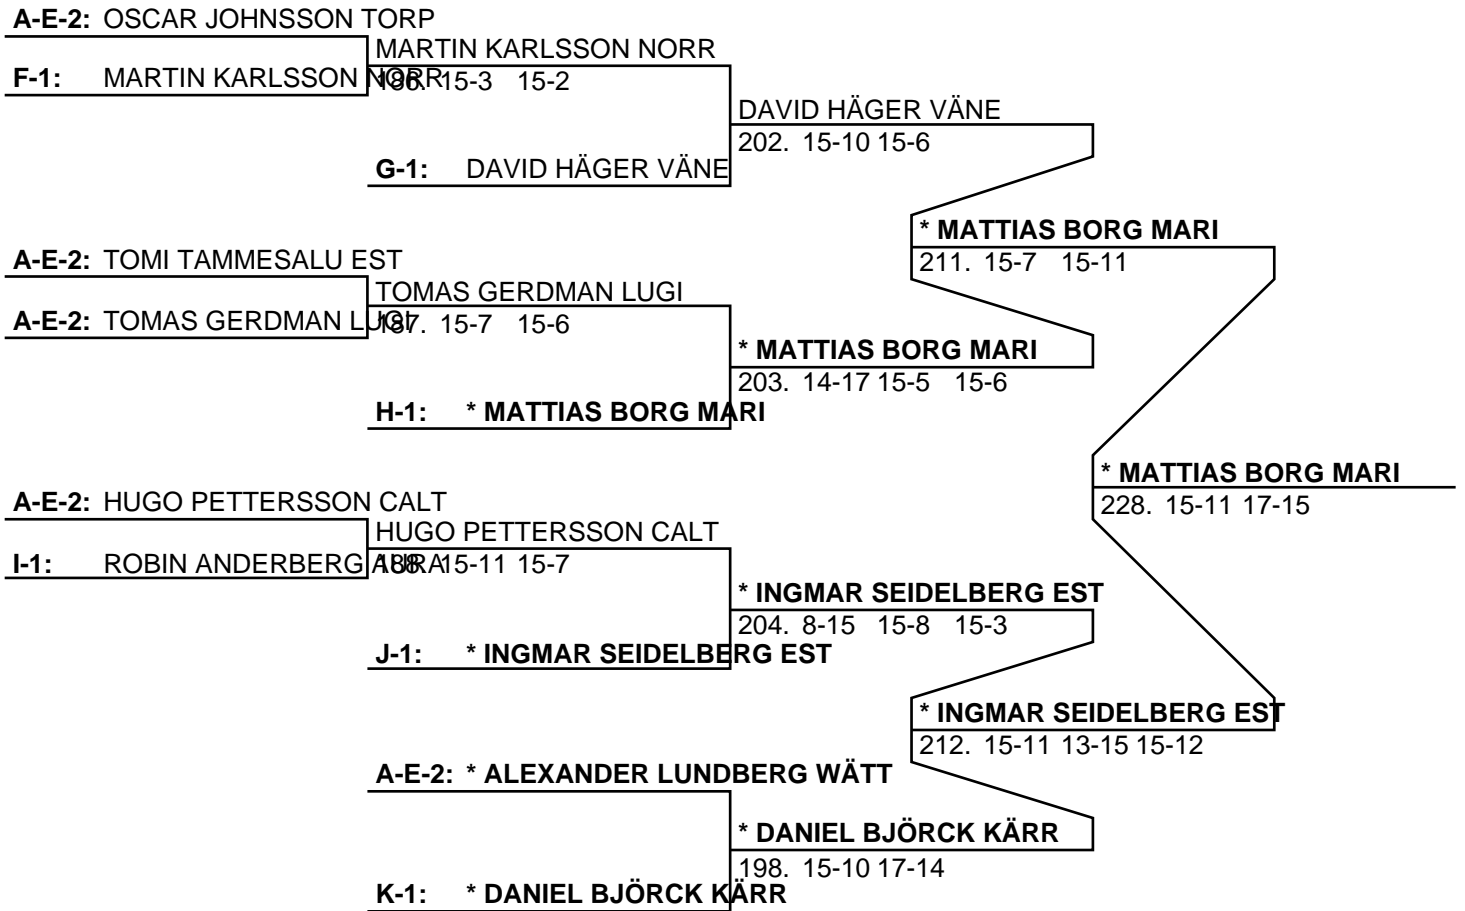 A-E-2: OSCAR JOHNSSON TORP
MARTIN KARLSSON NORR
F-1: MARTIN KARLSSON NORR
186. 15-3 15-2
DAVID HÄGER VÄNE
202. 15-10 15-6
G-1: DAVID HÄGER VÄNE
* MATTIAS BORG MARI
211. 15-7 15-11
A-E-2: TOMI TAMMESALU EST
TOMAS GERDMAN LUGI
A-E-2: TOMAS GERDMAN LUGI
187. 15-7 15-6
* MATTIAS BORG MARI
203. 14-17 15-5 15-6
H-1: * MATTIAS BORG MARI
* MATTIAS BORG MARI
228. 15-11 17-15
A-E-2: HUGO PETTERSSON CALT
HUGO PETTERSSON CALT
I-1: ROBIN ANDERBERG AURA
188. 15-11 15-7
* INGMAR SEIDELBERG EST
204. 8-15 15-8 15-3
J-1: * INGMAR SEIDELBERG EST
* INGMAR SEIDELBERG EST
212. 15-11 13-15 15-12
A-E-2: * ALEXANDER LUNDBERG WÄTT
* DANIEL BJÖRCK KÄRR
198. 15-10 17-14
K-1: * DANIEL BJÖRCK KÄRR